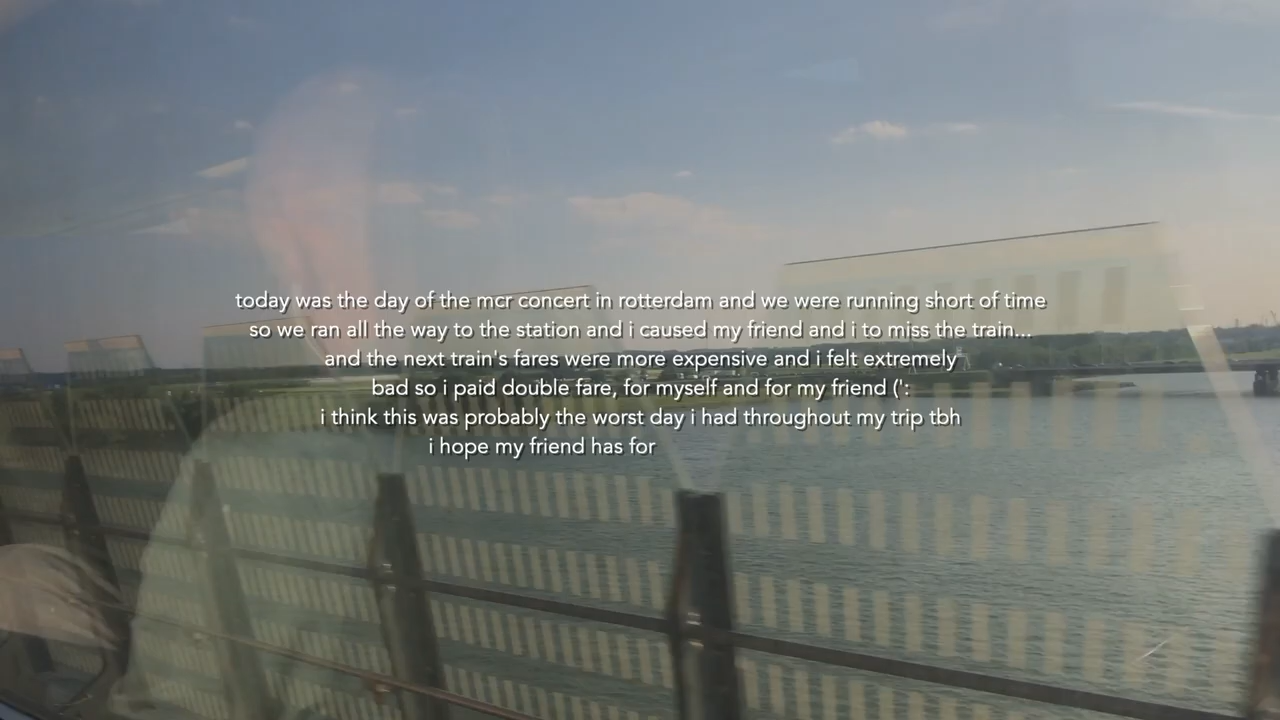 today was the day of the mcr concert in rotterdam and we were running short of time
so we ran all the way to the station and i caused my friend and i to miss the train...
and the next train's fares were more expensive and i felt extremely
bad so i paid double fare, for myself and for my friend (':
i think this was probably the worst day i had throughout my trip tbh
i hope my friend has for